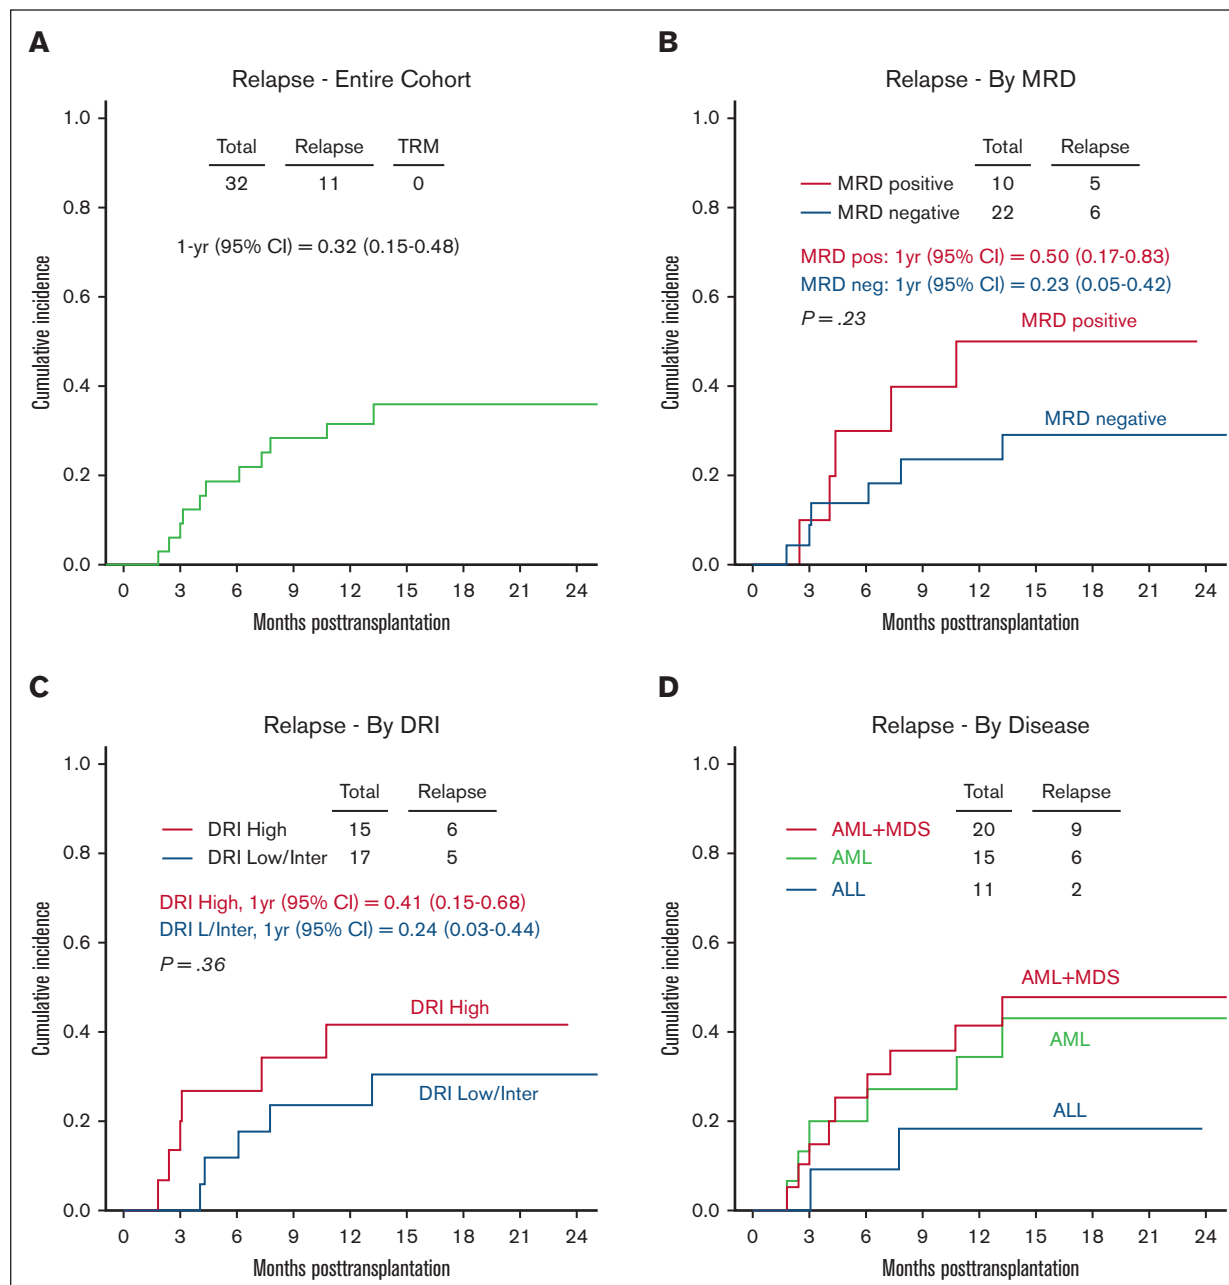 A
Relapse - Entire Cohort
Total Relapse TRM
32 11 0
1-yr (95% CI) = 0.32 (0.15-0.48)
Cumulative incidence
1.0
0.8
0.6
0.4
0.2
0.0
0 3 6 9 12 15 18 21 24
Months posttransplantation
B
Relapse - By MRD
Total Relapse
MRD positive 10 5
MRD negative 22 6
MRD pos: 1yr (95% CI) = 0.50 (0.17-0.83)
MRD neg: 1yr (95% CI) = 0.23 (0.05-0.42)
P = .23
MRD positive
MRD negative
Cumulative incidence
1.0
0.8
0.6
0.4
0.2
0.0
0 3 6 9 12 15 18 21 24
Months posttransplantation
C
Relapse - By DRI
Total Relapse
DRI High 15 6
DRI Low/Inter 17 5
DRI High, 1yr (95% CI) = 0.41 (0.15-0.68)
DRI L/Inter, 1yr (95% CI) = 0.24 (0.03-0.44)
P = .36
DRI High
DRI Low/Inter
Cumulative incidence
1.0
0.8
0.6
0.4
0.2
0.0
0 3 6 9 12 15 18 21 24
Months posttransplantation
D
Relapse - By Disease
Total Relapse
AML+MDS 20 9
AML 15 6
ALL 11 2
AML+MDS
AML
ALL
Cumulative incidence
1.0
0.8
0.6
0.4
0.2
0.0
0 3 6 9 12 15 18 21 24
Months posttransplantation